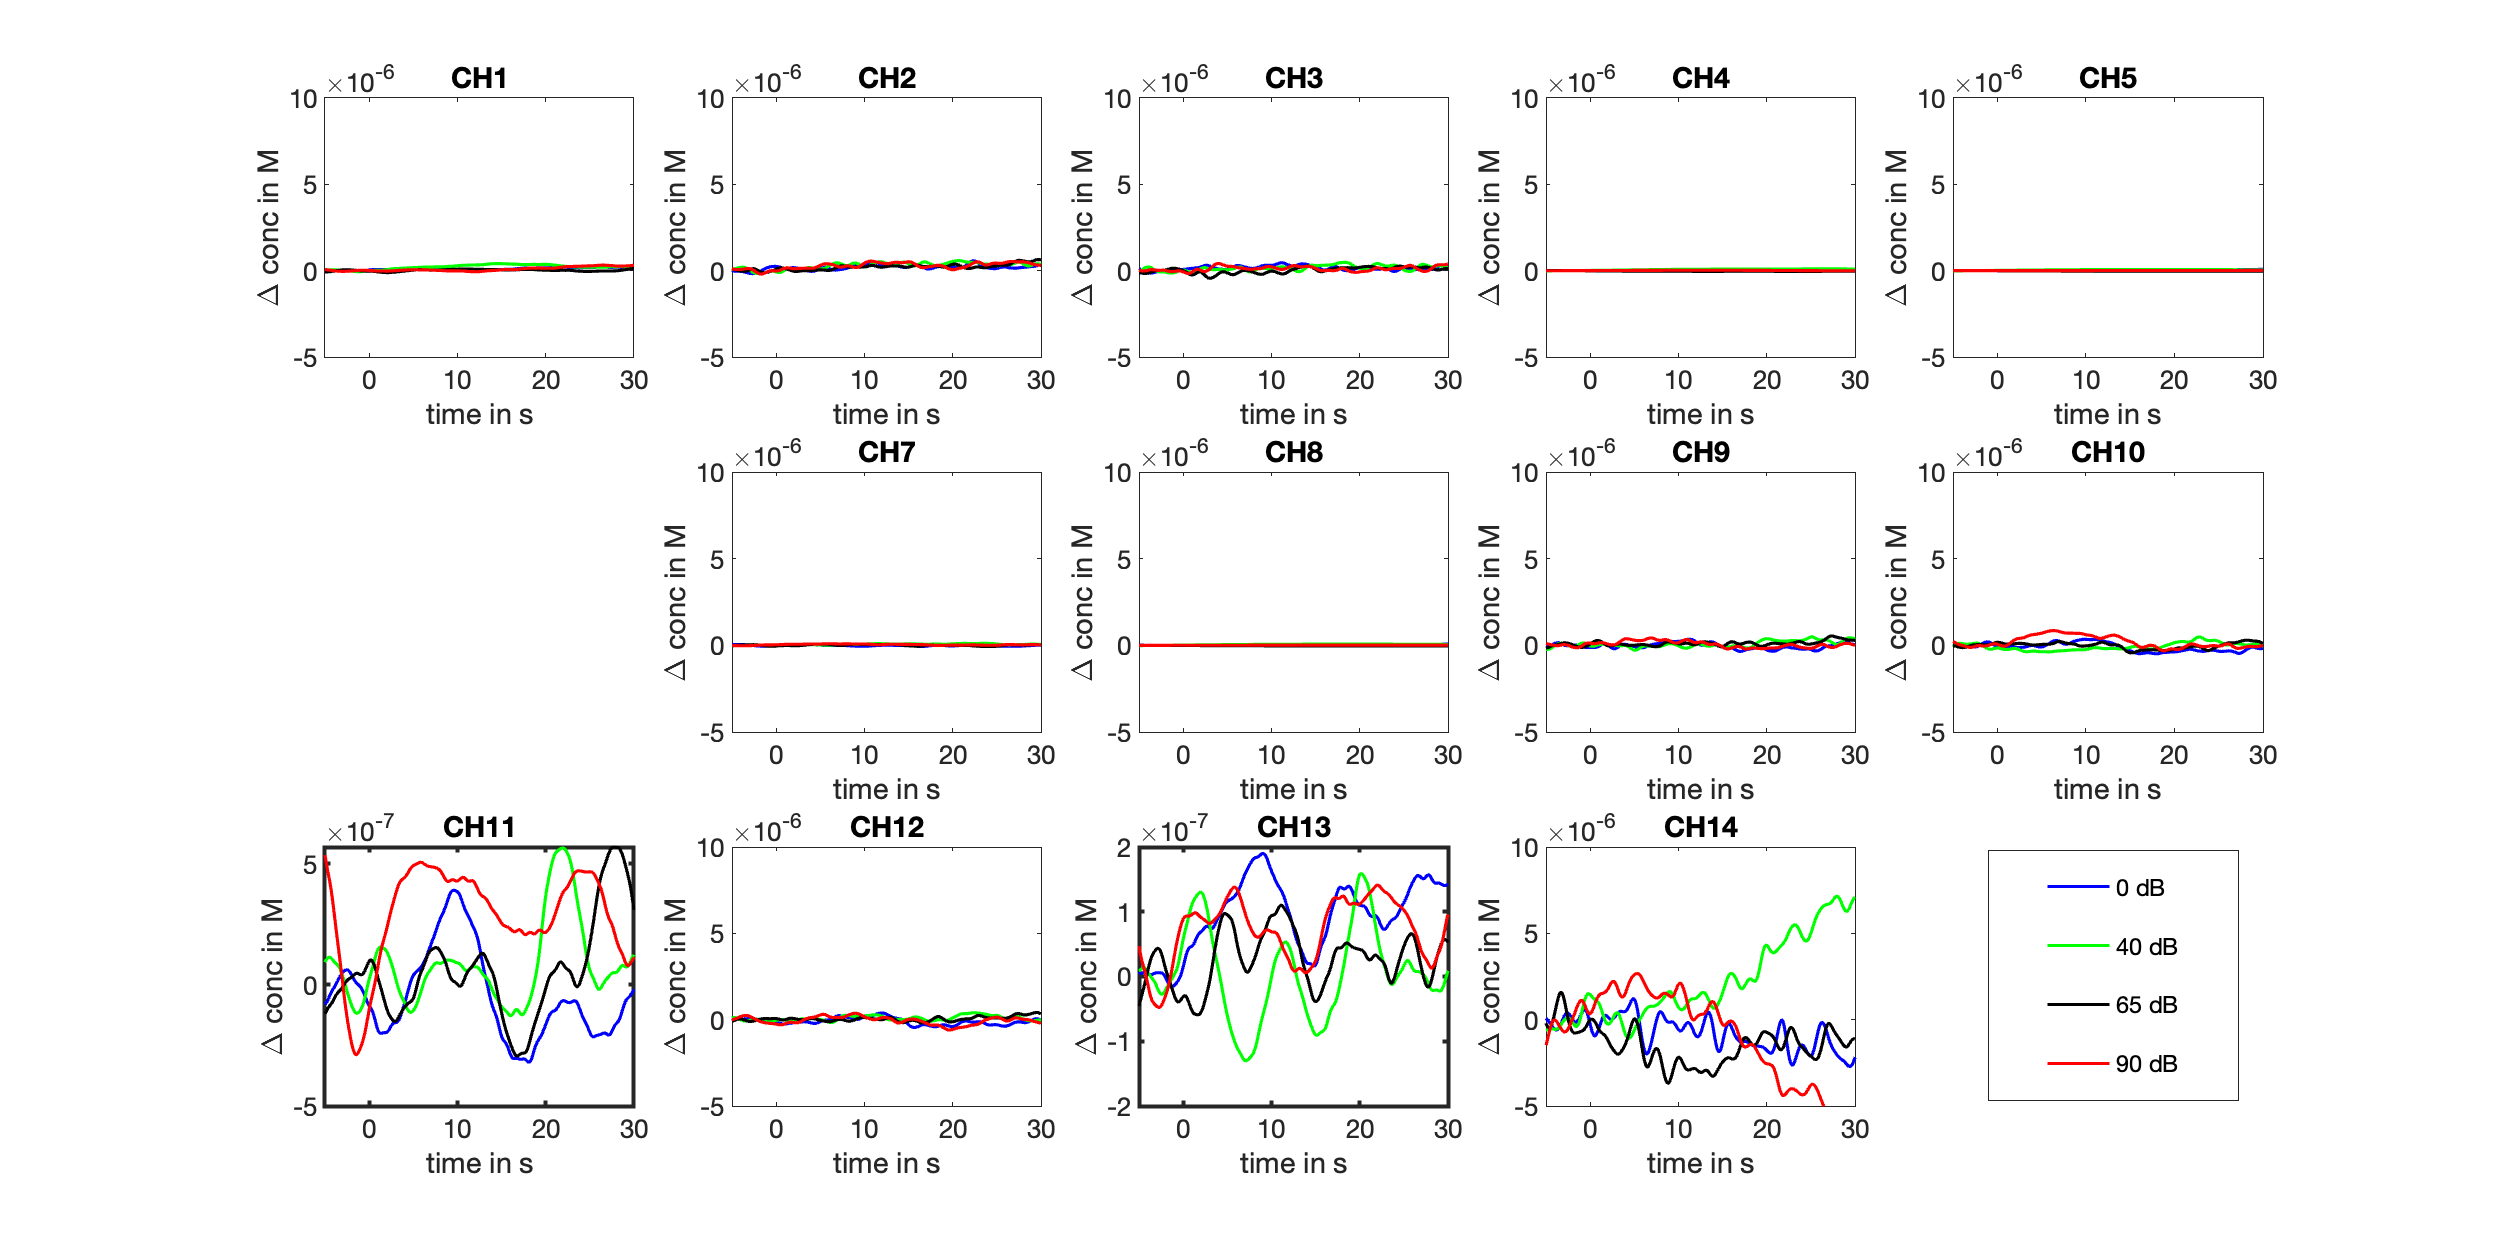 ×10-6 CH1
10
5
0
-5
Δ conc in M
0 10 20 30
time in s
×10-6 CH2
10
5
0
-5
Δ conc in M
0 10 20 30
time in s
×10-6 CH3
10
5
0
-5
Δ conc in M
0 10 20 30
time in s
×10-6 CH4
10
5
0
-5
Δ conc in M
0 10 20 30
time in s
×10-6 CH5
10
5
0
-5
Δ conc in M
0 10 20 30
time in s
×10-6 CH7
10
5
0
-5
Δ conc in M
0 10 20 30
time in s
×10-6 CH8
10
5
0
-5
Δ conc in M
0 10 20 30
time in s
×10-6 CH9
10
5
0
-5
Δ conc in M
0 10 20 30
time in s
×10-6 CH10
10
5
0
-5
Δ conc in M
0 10 20 30
time in s
×10-7 CH11
5
0
-5
Δ conc in M
0 10 20 30
time in s
×10-6 CH12
10
5
0
-5
Δ conc in M
0 10 20 30
time in s
×10-7 CH13
2
1
0
-1
-2
Δ conc in M
0 10 20 30
time in s
×10-6 CH14
10
5
0
-5
Δ conc in M
0 10 20 30
time in s
0 dB
40 dB
65 dB
90 dB